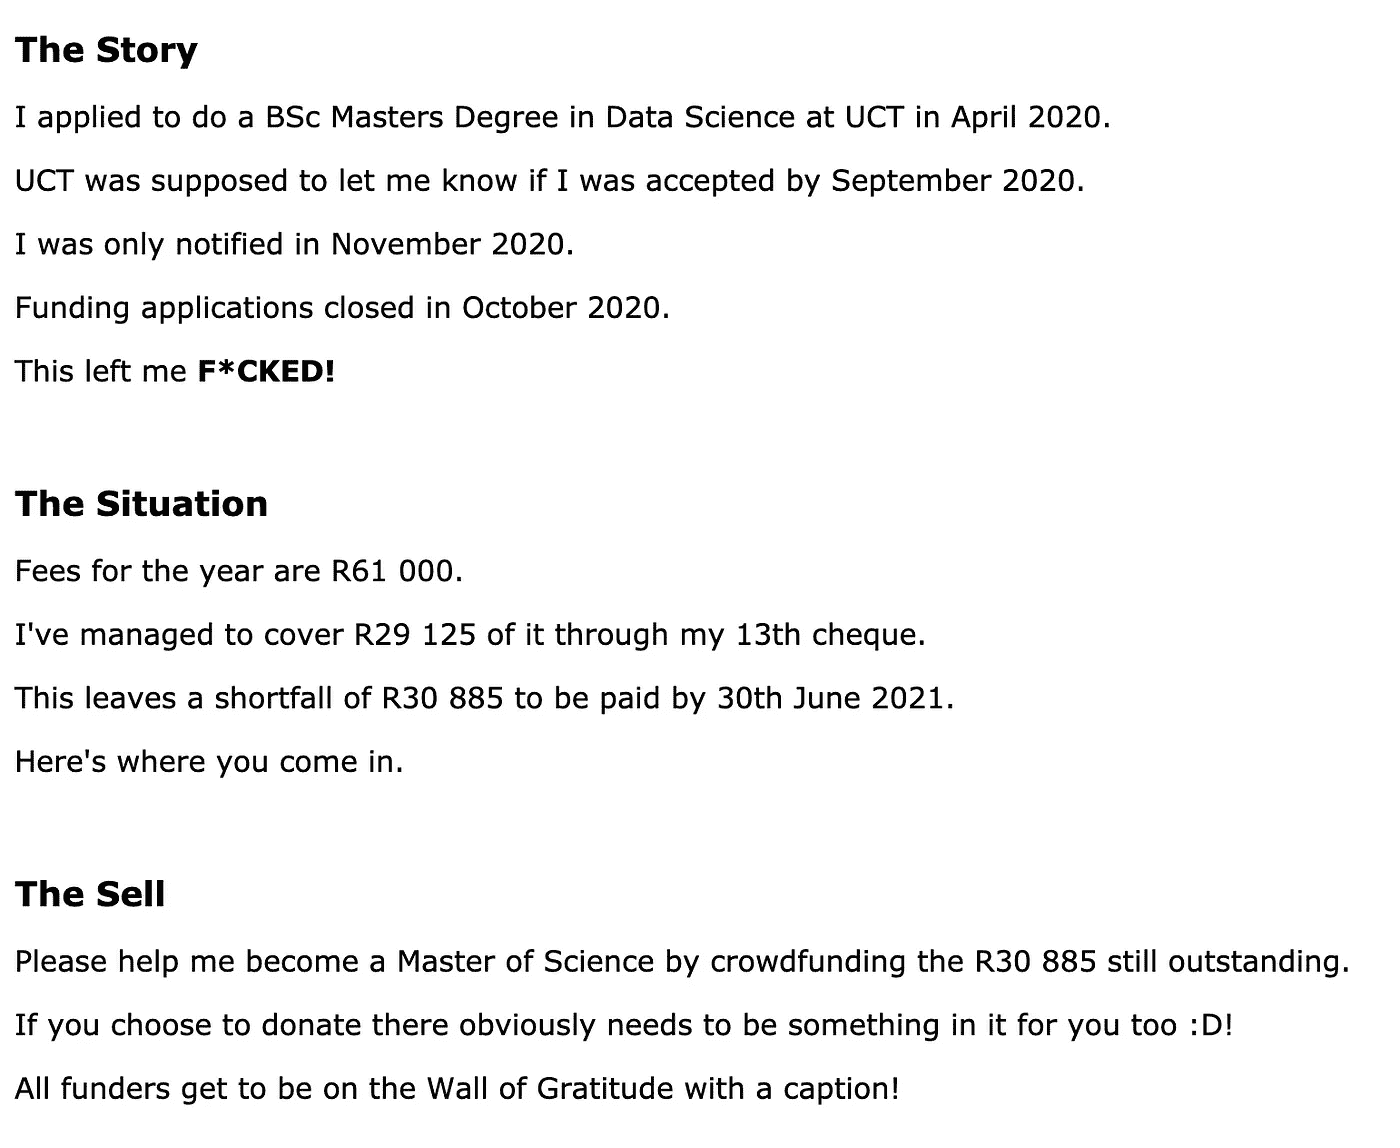 The Story
I applied to do a BSc Masters Degree in Data Science at UCT in April 2020.
UCT was supposed to let me know if I was accepted by September 2020.
I was only notified in November 2020.
Funding applications closed in October 2020.
This left me F*CKED!
The Situation
Fees for the year are R61 000.
I've managed to cover R29 125 of it through my 13th cheque.
This leaves a shortfall of R30 885 to be paid by 30th June 2021.
Here's where you come in.
The Sell
Please help me become a Master of Science by crowdfunding the R30 885 still outstanding.
If you choose to donate there obviously needs to be something in it for you too :D!
All funders get to be on the Wall of Gratitude with a caption!